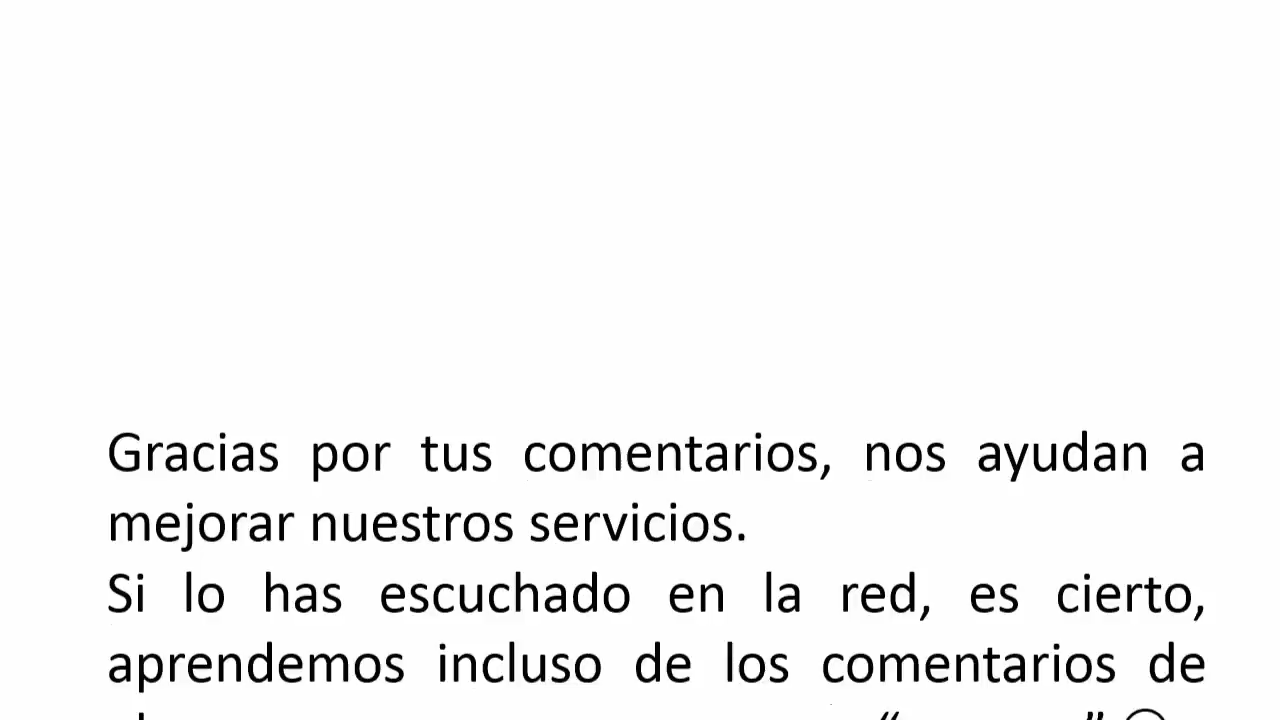 Gracias por tus comentarios, nos ayudan a
mejorar nuestros servicios.
Si lo has escuchado en la red, es cierto,
aprendemos incluso de los comentarios de